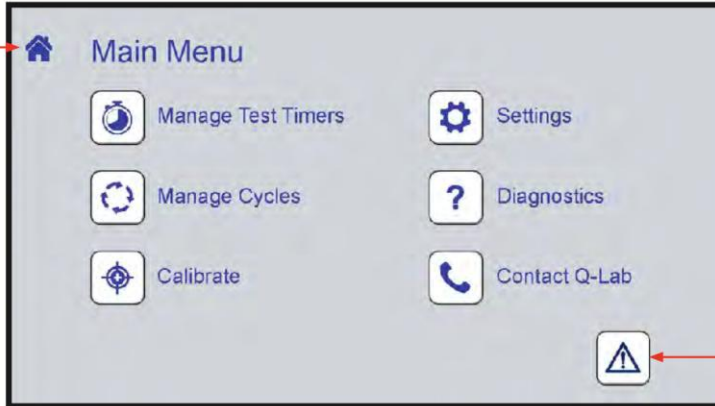 Main Menu
Manage Test Timers
Settings
Manage Cycles
? Diagnostics
Calibrate
Contact Q-Lab